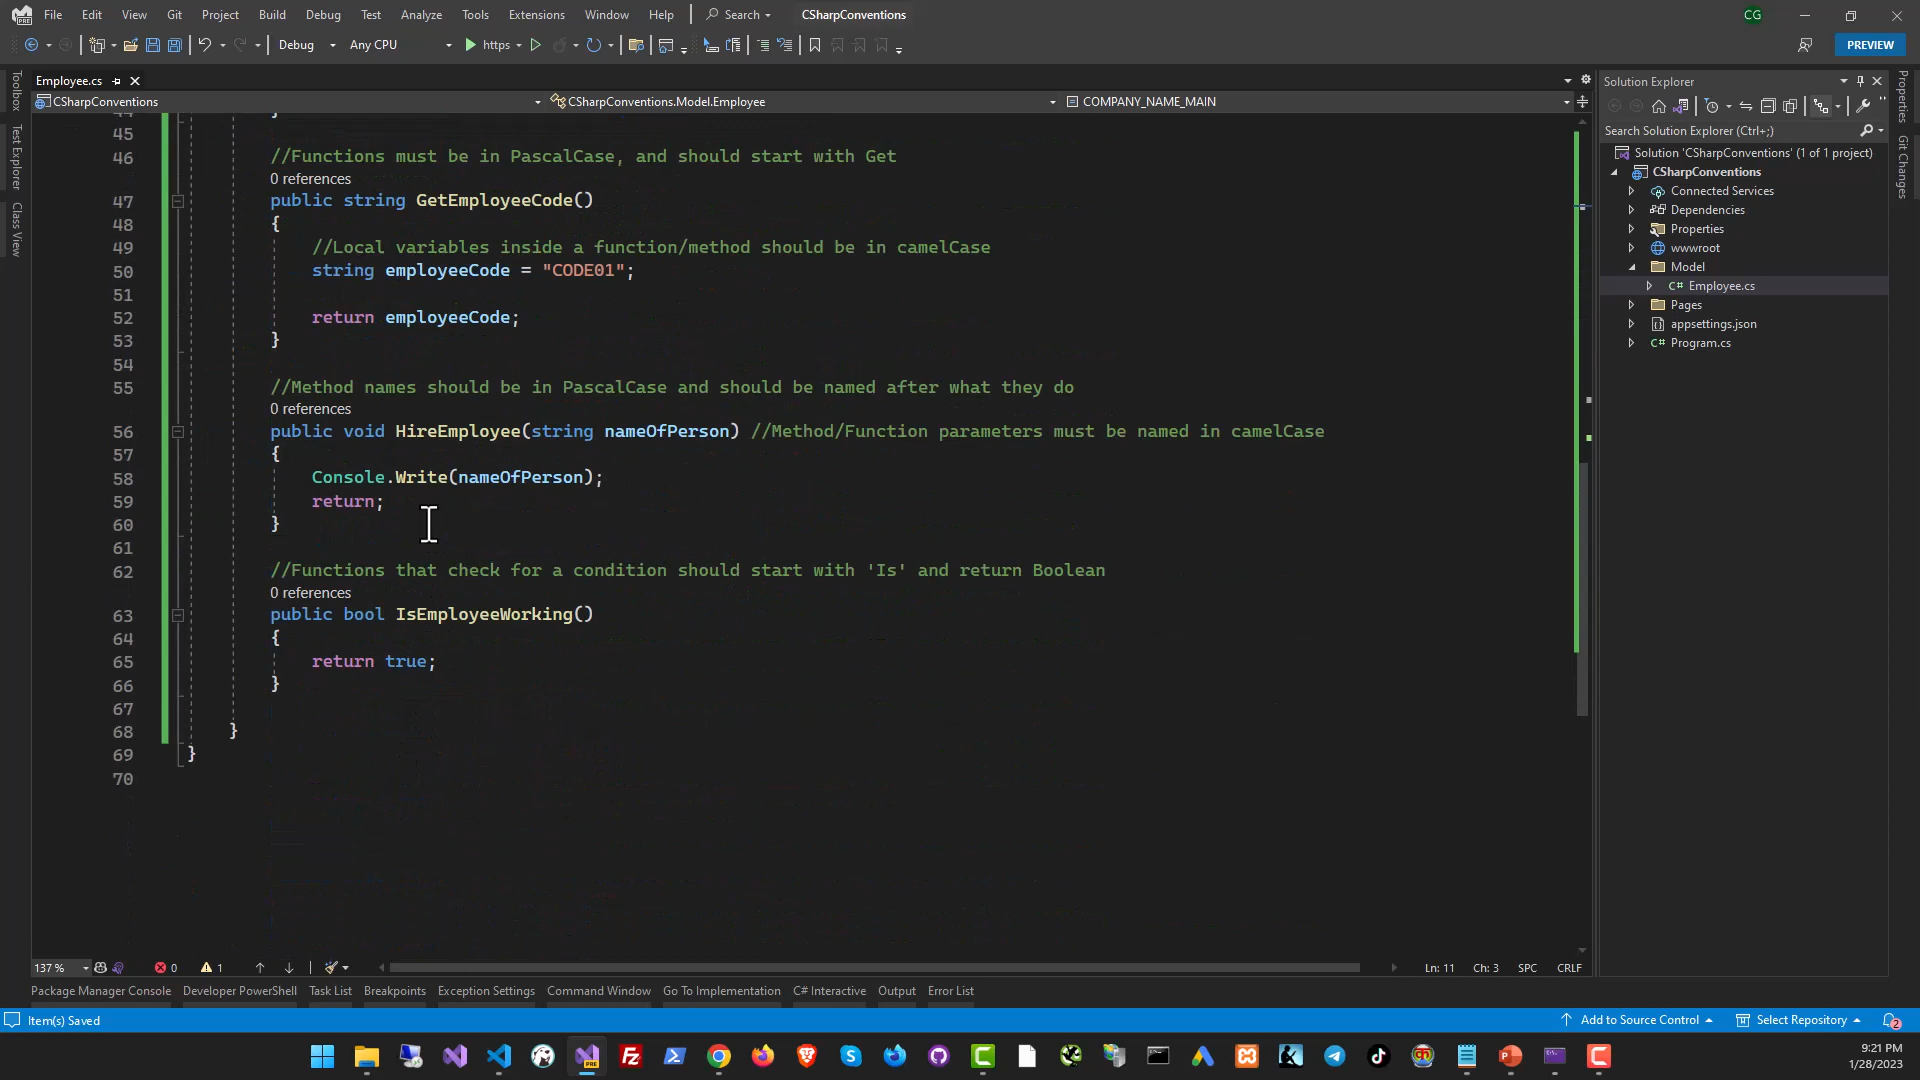 File Edit View Git Project Build Debug Test Analyze Tools Extensions Window Help Search CSharpConventions CG
Debug Any CPU https PREVIEW
Employee.cs
CSharpConventions CSharpConventions.Model.Employee COMPANY_NAME_MAIN
Toolbox
Test Explorer
Class View
45
46 //Functions must be in PascalCase, and should start with Get
0 references
47 public string GetEmployeeCode()
48 {
49 //Local variables inside a function/method should be in camelCase
50 string employeeCode = "CODE01";
51
52 return employeeCode;
53 }
54
55 //Method names should be in PascalCase and should be named after what they do
0 references
56 public void HireEmployee(string nameOfPerson) //Method/Function parameters must be named in camelCase
57 {
58 Console.Write(nameOfPerson);
59 return;
60 }
61
62 //Functions that check for a condition should start with 'Is' and return Boolean
0 references
63 public bool IsEmployeeWorking()
64 {
65 return true;
66 }
67
68 }
69 }
70
137 % 0 1 Ln: 11 Ch: 3 SPC CRLF
Solution Explorer
Search Solution Explorer (Ctrl+;)
Solution 'CSharpConventions' (1 of 1 project)
CSharpConventions
Connected Services
Dependencies
Properties
wwwroot
Model
C# Employee.cs
Pages
appsettings.json
C# Program.cs
Properties
Git Changes
Package Manager Console Developer PowerShell Task List Breakpoints Exception Settings Command Window Go To Implementation C# Interactive Output Error List
Item(s) Saved Add to Source Control Select Repository 2
9:21 PM
1/28/2023